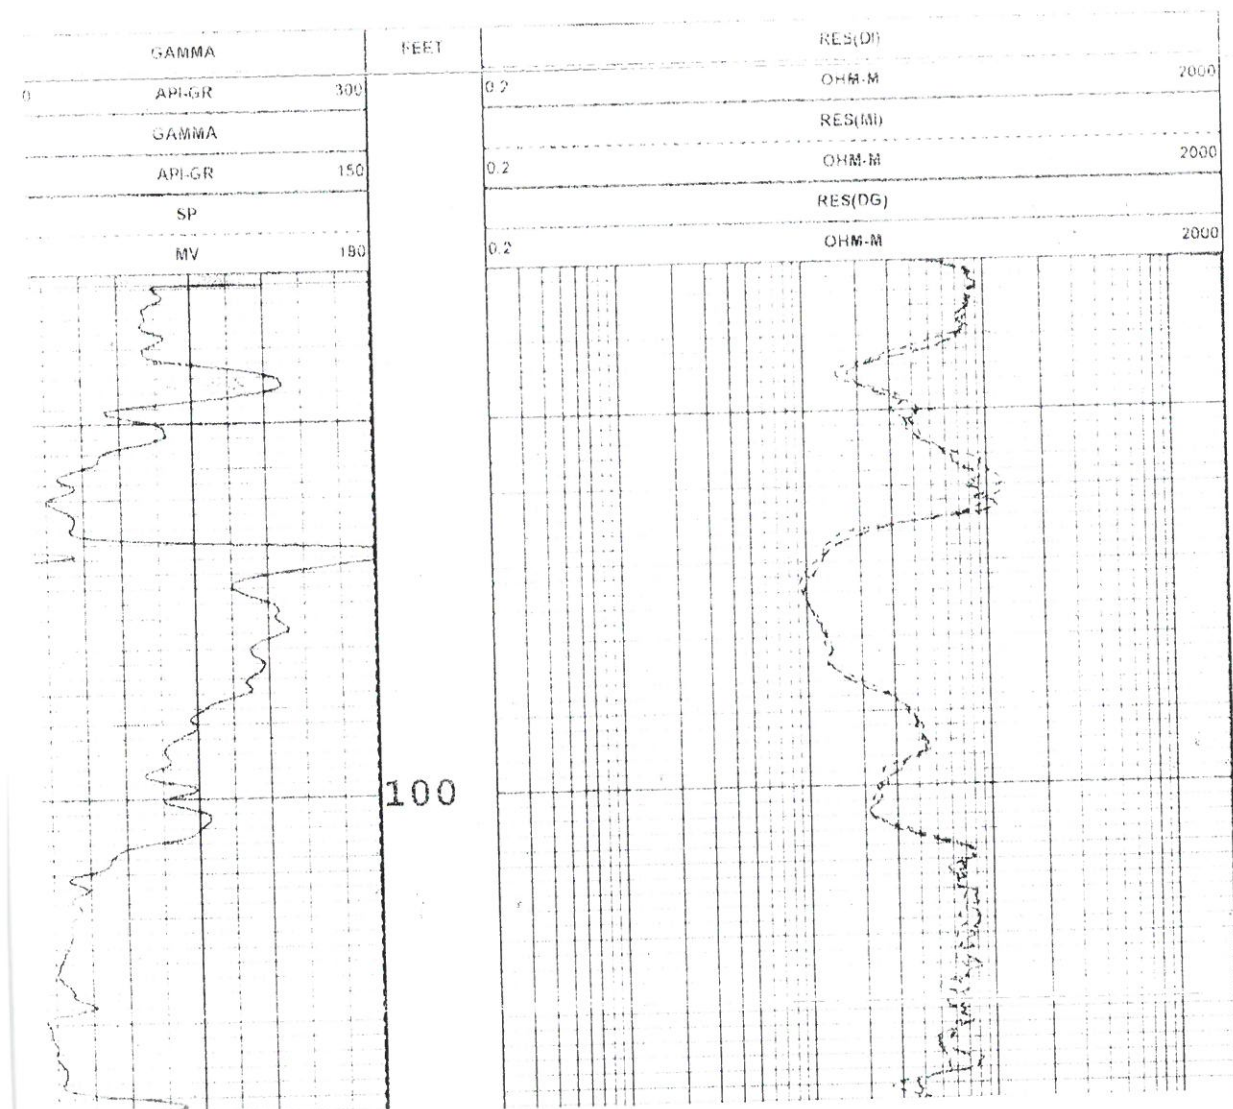 GAMMA FEET RES(DI)
0 API-GR 300 0.2 OHM-M 2000
GAMMA RES(MI)
API-GR 150 0.2 OHM-M 2000
SP RES(DG)
MV 180 0.2 OHM-M 2000
100